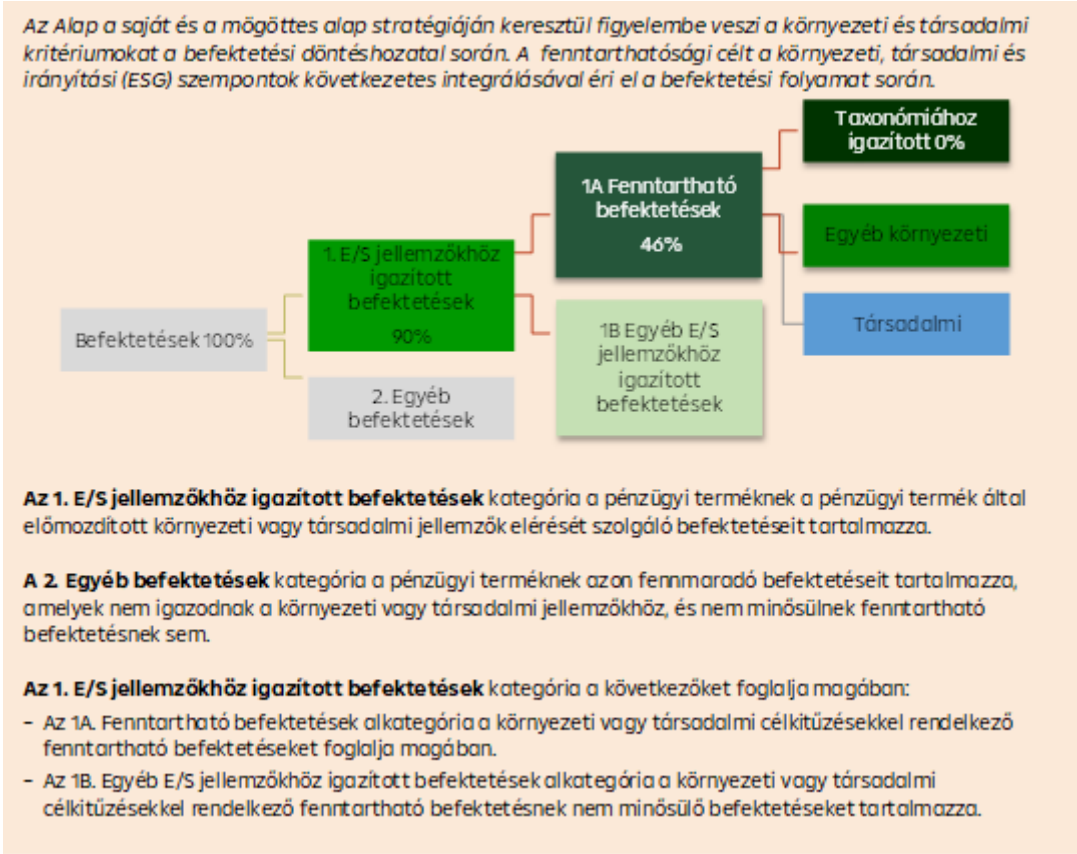 Az Alap a saját és a mögöttes alap stratégiáján keresztül figyelembe veszi a környezeti és társadalmi
kritériumokat a befektetési döntéshozatal során. A fenntarthatósági célt a környezeti, társadalmi és
irányítási (ESG) szempontok következetes integrálásával éri el a befektetési folyamat során.
Befektetések 100%
1. E/S jellemzőkhöz
igazított
befektetések
90%
2. Egyéb
befektetések
1A Fenntartható
befektetések
46%
1B Egyéb E/S
jellemzőkhöz
igazított
befektetések
Taxonómiához
igazított 0%
Egyéb környezeti
Társadalmi
Az 1. E/S jellemzőkhöz igazított befektetések kategória a pénzügyi terméknek a pénzügyi termék által
előmozdított környezeti vagy társadalmi jellemzők elérését szolgáló befektetéseit tartalmazza.
A 2. Egyéb befektetések kategória a pénzügyi terméknek azon fennmaradó befektetéseit tartalmazza,
amelyek nem igazodnak a környezeti vagy társadalmi jellemzőkhöz, és nem minősülnek fenntartható
befektetésnek sem.
Az 1. E/S jellemzőkhöz igazított befektetések kategória a következőket foglalja magában:
– Az 1A. Fenntartható befektetések alkategória a környezeti vagy társadalmi célkitűzésekkel rendelkező
fenntartható befektetéseket foglalja magában.
– Az 1B. Egyéb E/S jellemzőkhöz igazított befektetések alkategória a környezeti vagy társadalmi
célkitűzésekkel rendelkező fenntartható befektetésnek nem minősülő befektetéseket tartalmazza.